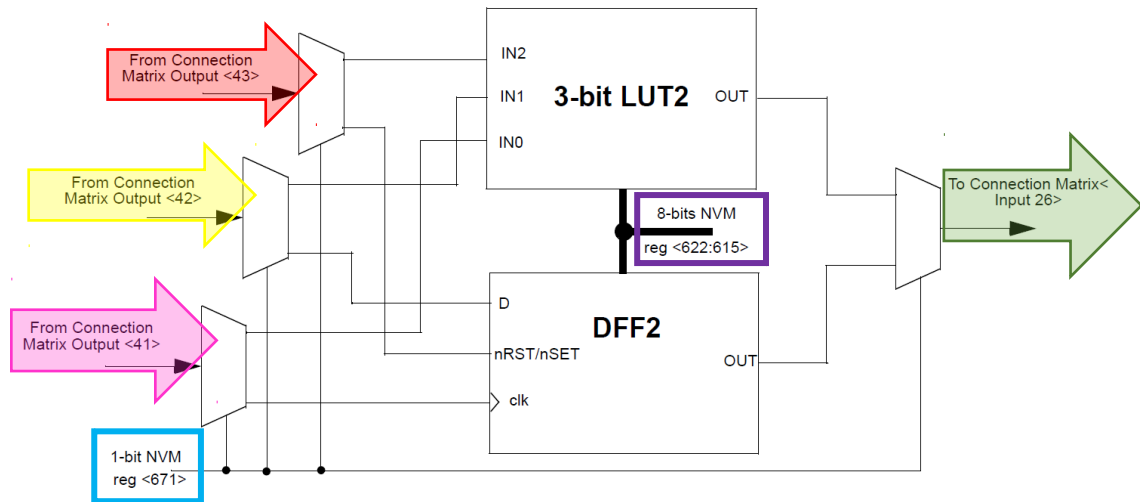 From Connection
Matrix Output <43>
IN2
3-bit LUT2
IN1
OUT
IN0
From Connection
Matrix Output <42>
To Connection Matrix<
Input 26>
8-bits NVM
reg <622:615>
D
DFF2
From Connection
Matrix Output <41>
nRST/nSET
OUT
clk
1-bit NVM
reg <671>